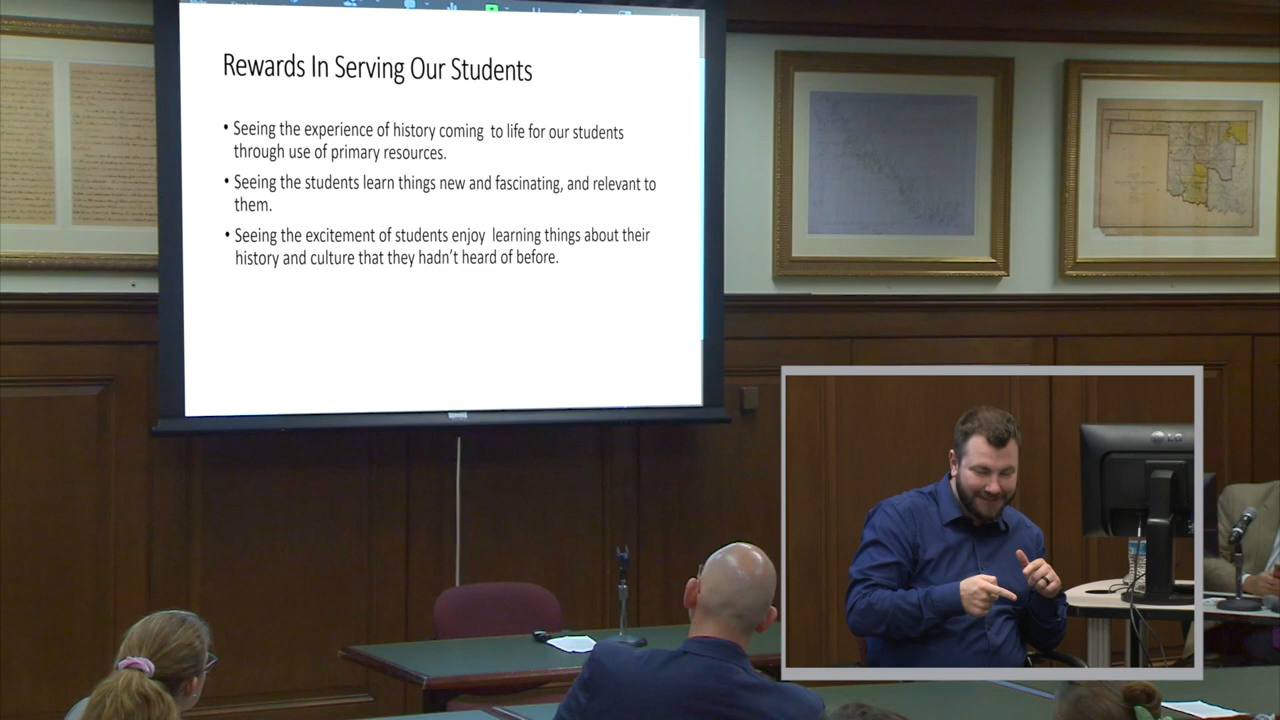 Rewards In Serving Our Students
• Seeing the experience of history coming  to life for our students
through use of primary resources.
• Seeing the students learn things new and fascinating, and relevant to
them.
• Seeing the excitement of students enjoy  learning things about their
history and culture that they hadn't heard of before.
LG